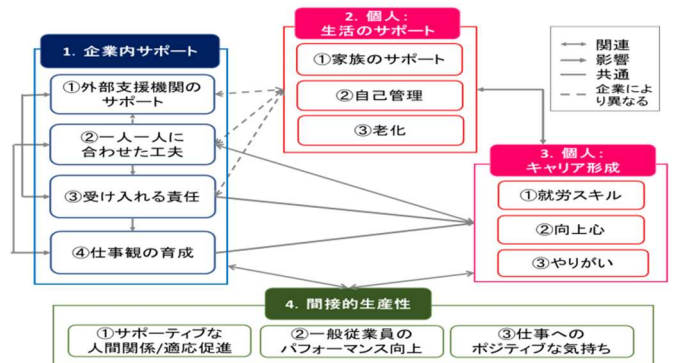 1. 企業内サポート
①外部支援機関の
サポート
②一人一人に
合わせた工夫
③受け入れる責任
④仕事観の育成
2. 個人:
生活のサポート
①家族のサポート
②自己管理
③老化
関連
影響
共通
企業によ
り異なる
3. 個人:
キャリア形成
①就労スキル
②向上心
③やりがい
4. 間接的生産性
①サポーティブな
人間関係/適応促進
②一般従業員の
パフォーマンス向上
③仕事への
ポジティブな気持ち